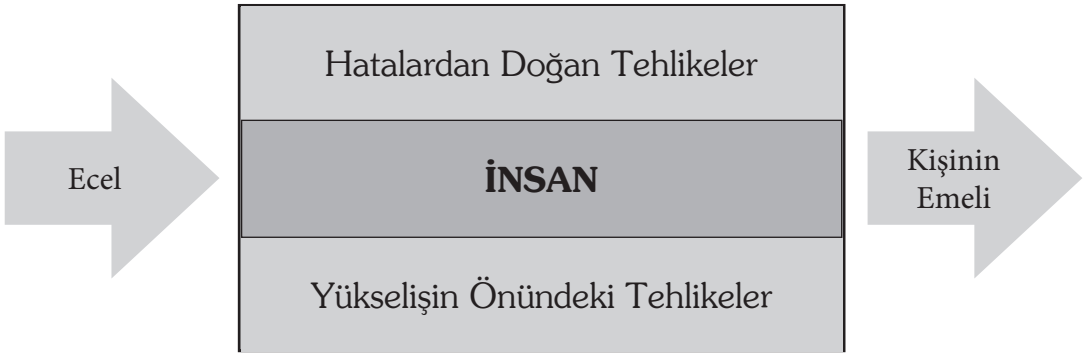 Hatalardan Doğan Tehlikeler
Ecel
İNSAN
Kişinin
Emeli
Yükselişin Önündeki Tehlikeler